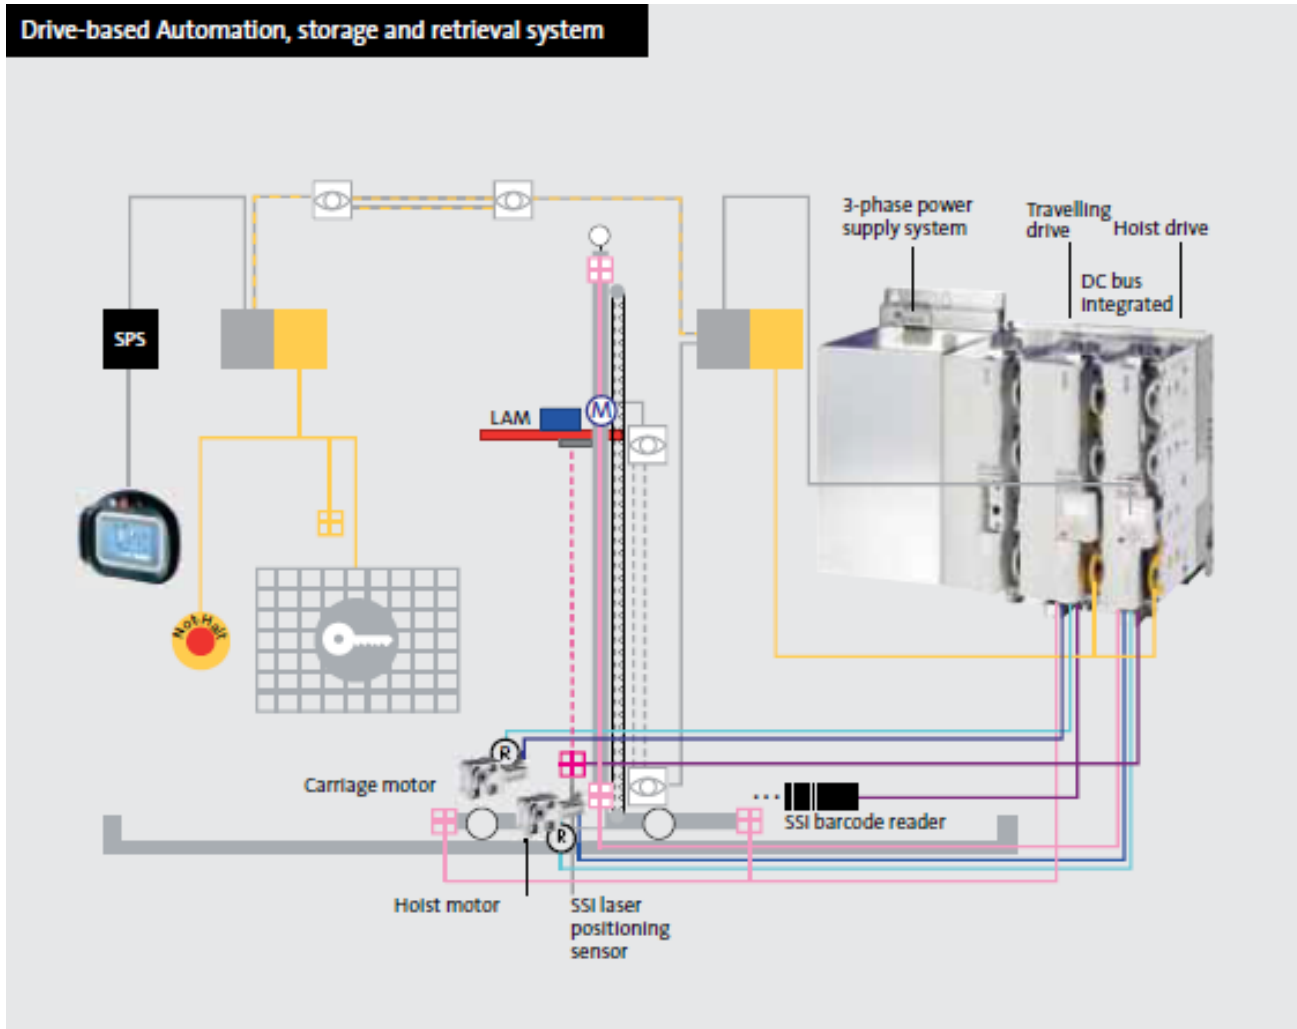 Drive-based Automation, storage and retrieval system
3-phase power
supply system
Travelling
drive
Hoist drive
DC bus
integrated
SPS
LAM
M
Not-Halt
R
Carriage motor
R
SSI barcode reader
Hoist motor
SSI laser
positioning
sensor